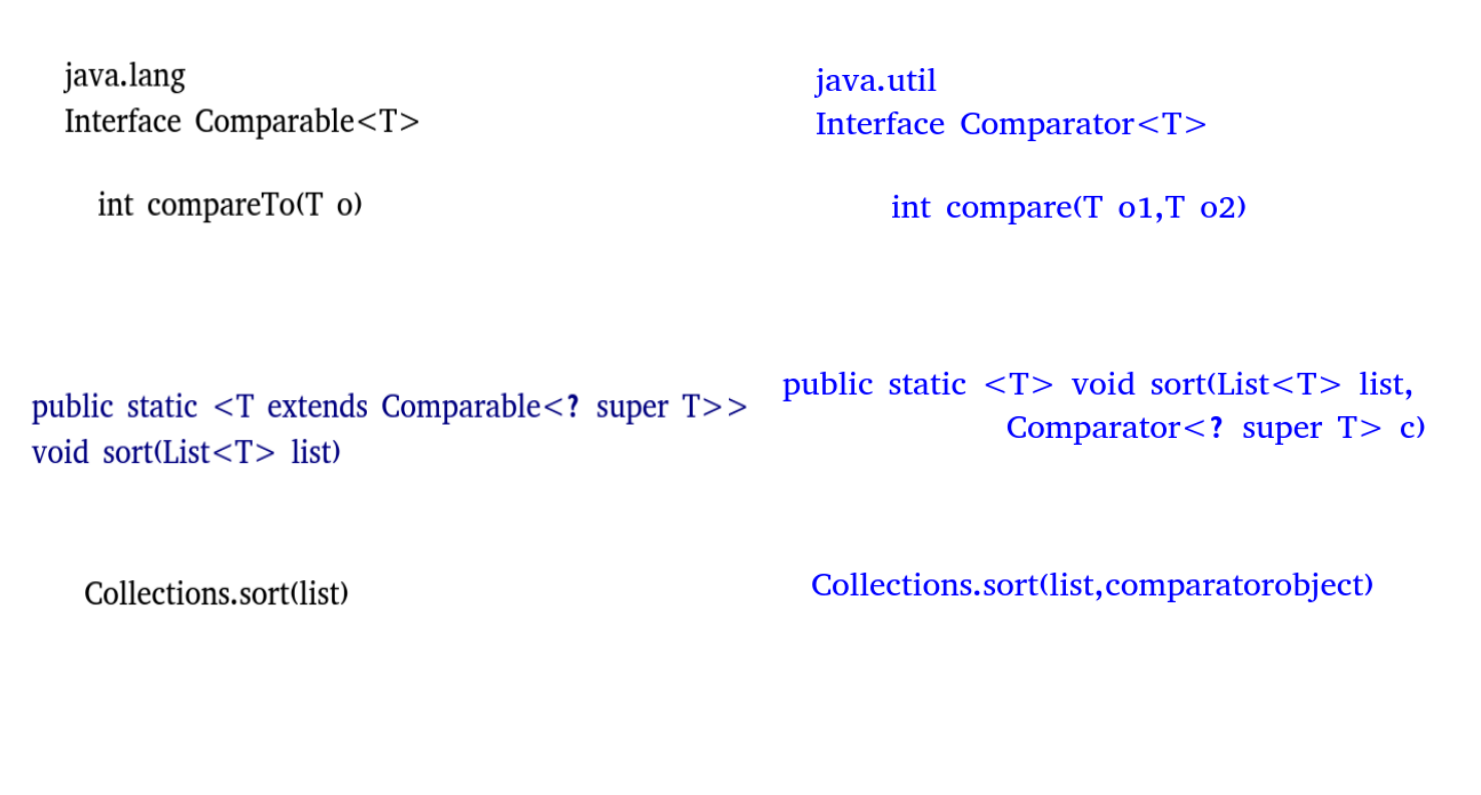 java.lang
Interface Comparable<T>
int compareTo(T o)
public static <T extends Comparable<? super T>>
void sort(List<T> list)
Collections.sort(list)
java.util
Interface Comparator<T>
int compare(T o1,T o2)
public static <T> void sort(List<T> list,
Comparator<? super T> c)
Collections.sort(list,comparatorobject)